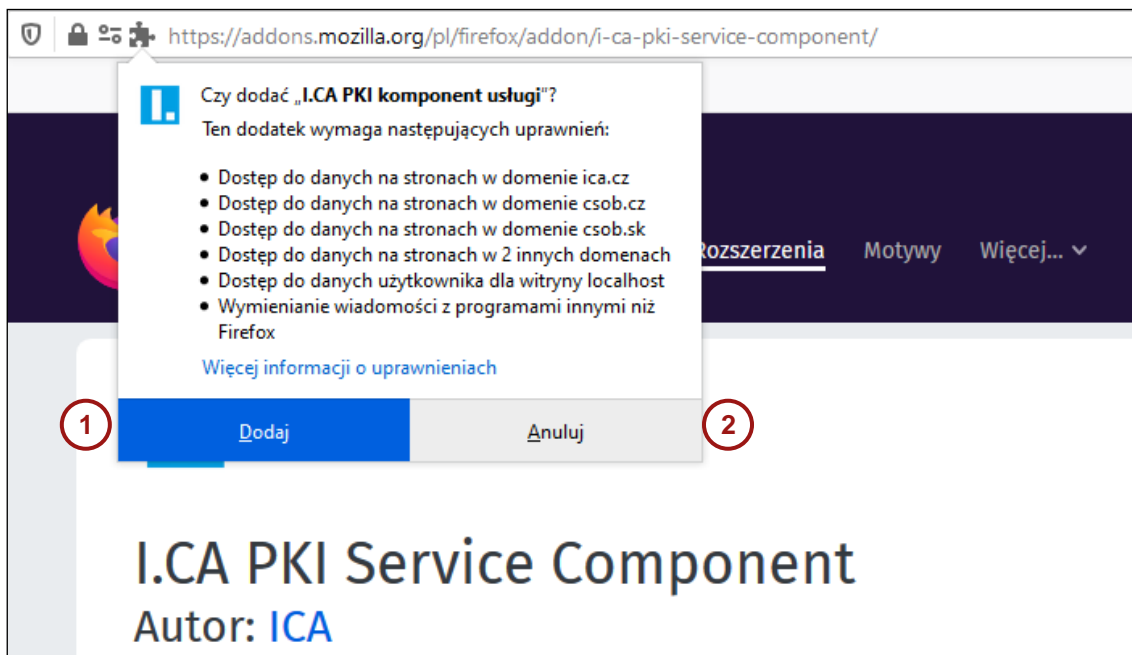 https://addons.mozilla.org/pl/firefox/addon/i-ca-pki-service-component/
I.
Czy dodać „I.CA PKI komponent usługi”?
Ten dodatek wymaga następujących uprawnień:
• Dostęp do danych na stronach w domenie ica.cz
• Dostęp do danych na stronach w domenie csob.cz
• Dostęp do danych na stronach w domenie csob.sk
• Dostęp do danych na stronach w 2 innych domenach
• Dostęp do danych użytkownika dla witryny localhost
• Wymienianie wiadomości z programami innymi niż
Firefox
Więcej informacji o uprawnieniach
Rozszerzenia Motywy Więcej...
1 Dodaj Anuluj 2
I.CA PKI Service Component
Autor: ICA